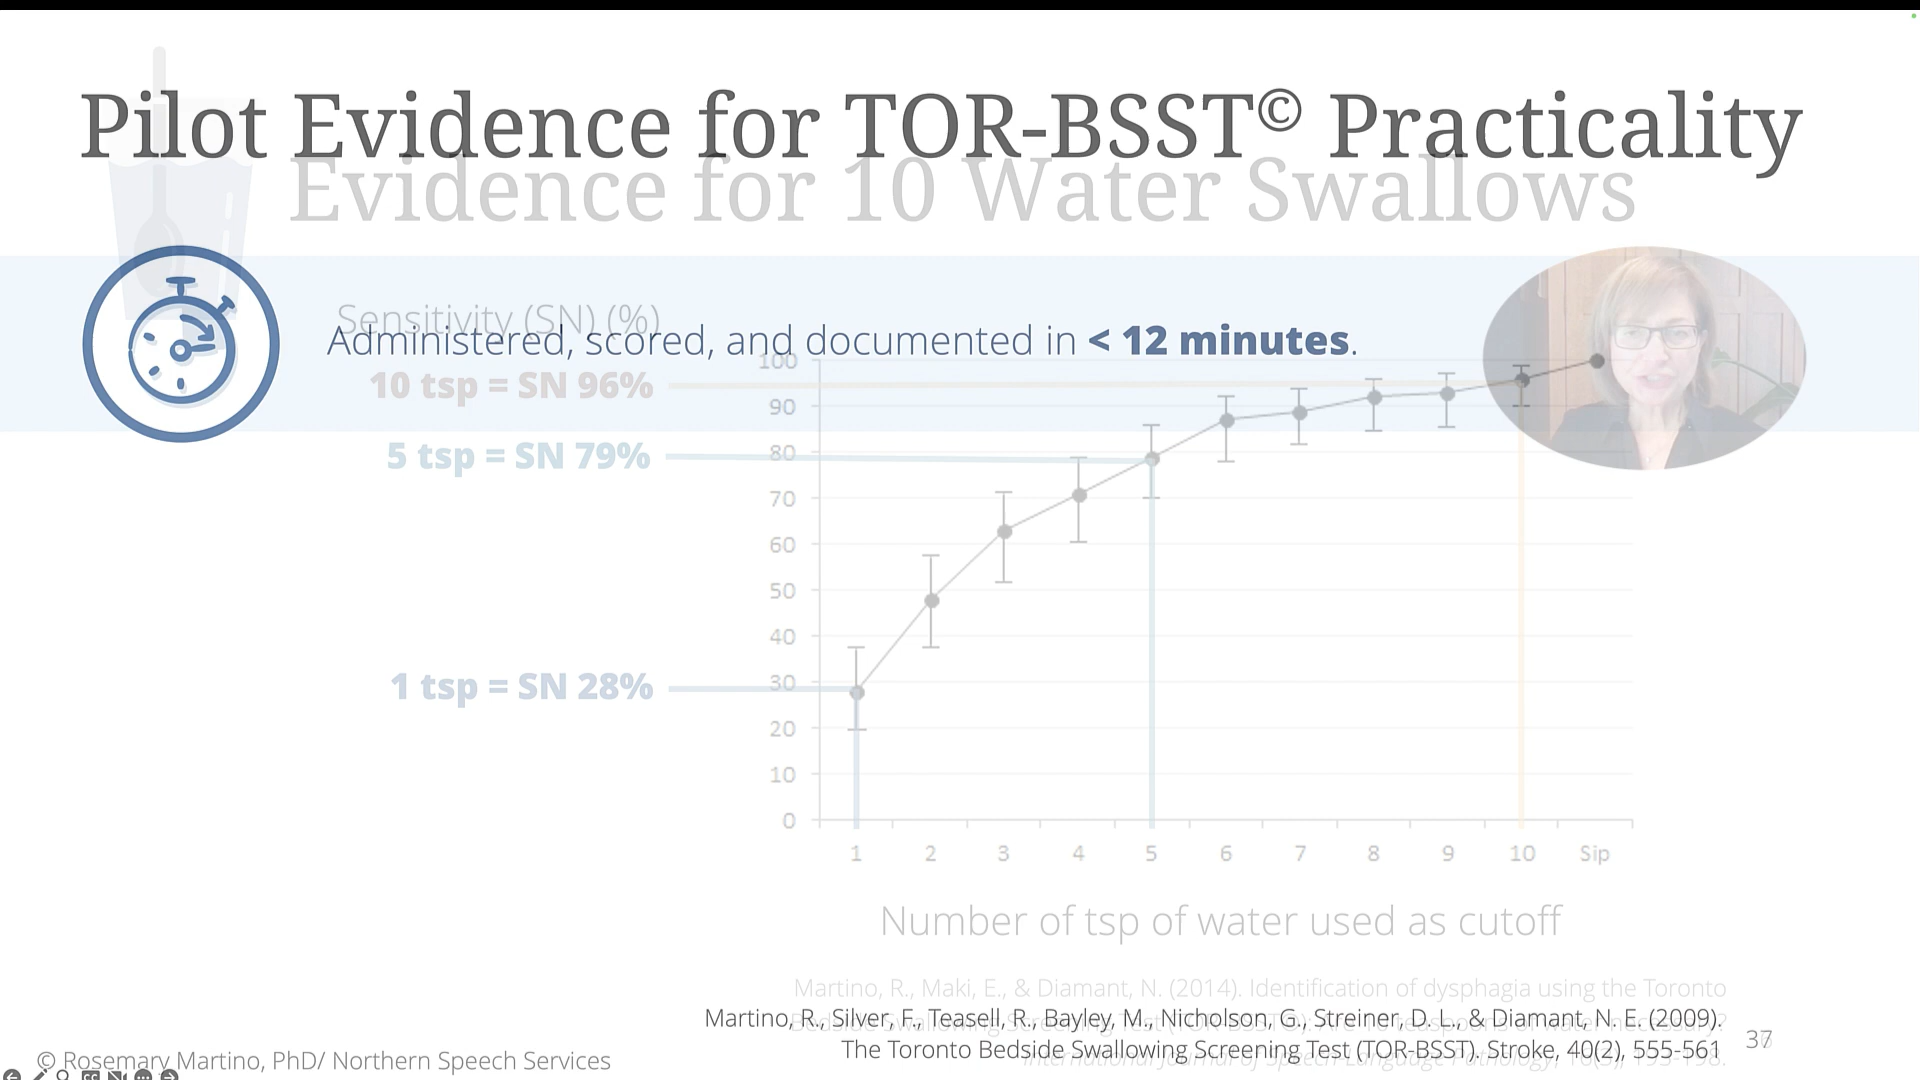 Pilot Evidence for TOR-BSST© Practicality
Evidence for 10 Water Swallows
Sensitivity (SN) (%)
Administered, scored, and documented in < 12 minutes.
10 tsp = SN 96%
5 tsp = SN 79%
1 tsp = SN 28%
100
90
80
70
60
50
40
30
20
10
0
1 2 3 4 5 6 7 8 9 10 Sip
Number of tsp of water used as cutoff
Martino, R., Maki, E., & Diamant, N. (2014). Identification of dysphagia using the Toronto
Martino, R., Silver, F., Teasell, R., Bayley, M., Nicholson, G., Streiner, D. L., & Diamant, N. E. (2009).
The Toronto Bedside Swallowing Screening Test (TOR-BSST). Stroke, 40(2), 555-561
37
© Rosemary Martino, PhD/ Northern Speech Services